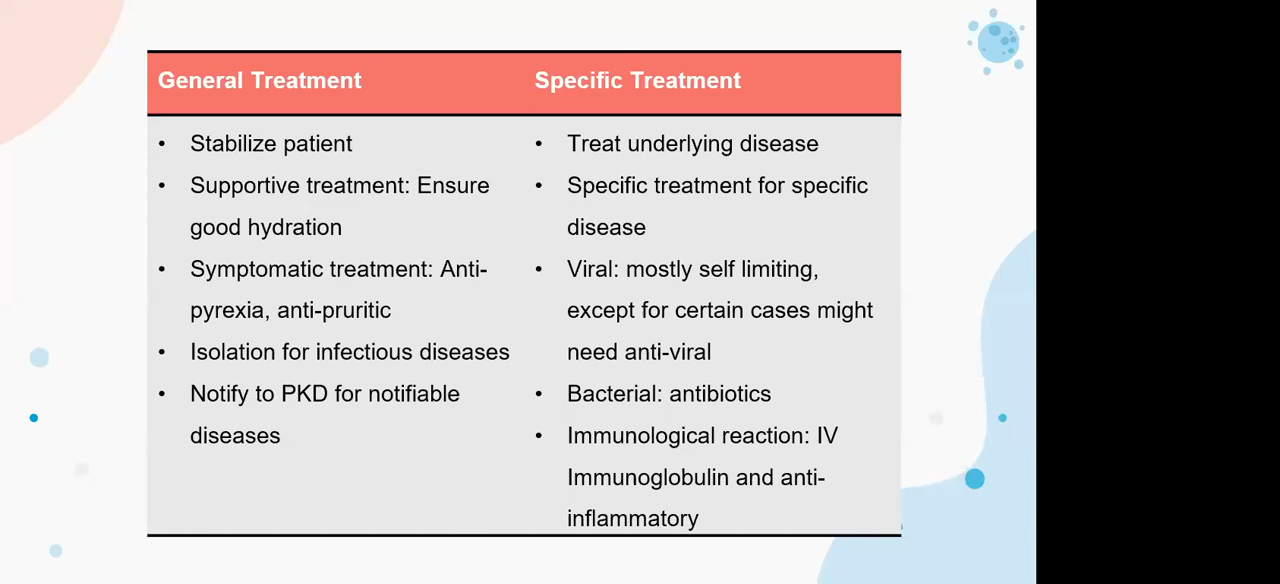 General Treatment
Specific Treatment
• Stabilize patient
• Supportive treatment: Ensure
good hydration
• Symptomatic treatment: Anti-
pyrexia, anti-pruritic
• Isolation for infectious diseases
• Notify to PKD for notifiable
diseases
• Treat underlying disease
• Specific treatment for specific
disease
• Viral: mostly self limiting,
except for certain cases might
need anti-viral
• Bacterial: antibiotics
• Immunological reaction: IV
Immunoglobulin and anti-
inflammatory